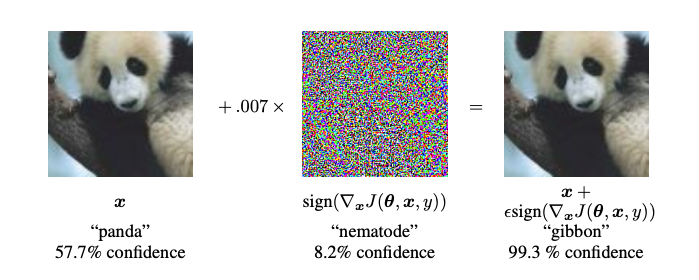 + .007 ×
=
x
sign(∇xJ(θ, x, y))
x +
ϵsign(∇xJ(θ, x, y))
“panda”
“nematode”
“gibbon”
57.7% confidence
8.2% confidence
99.3 % confidence